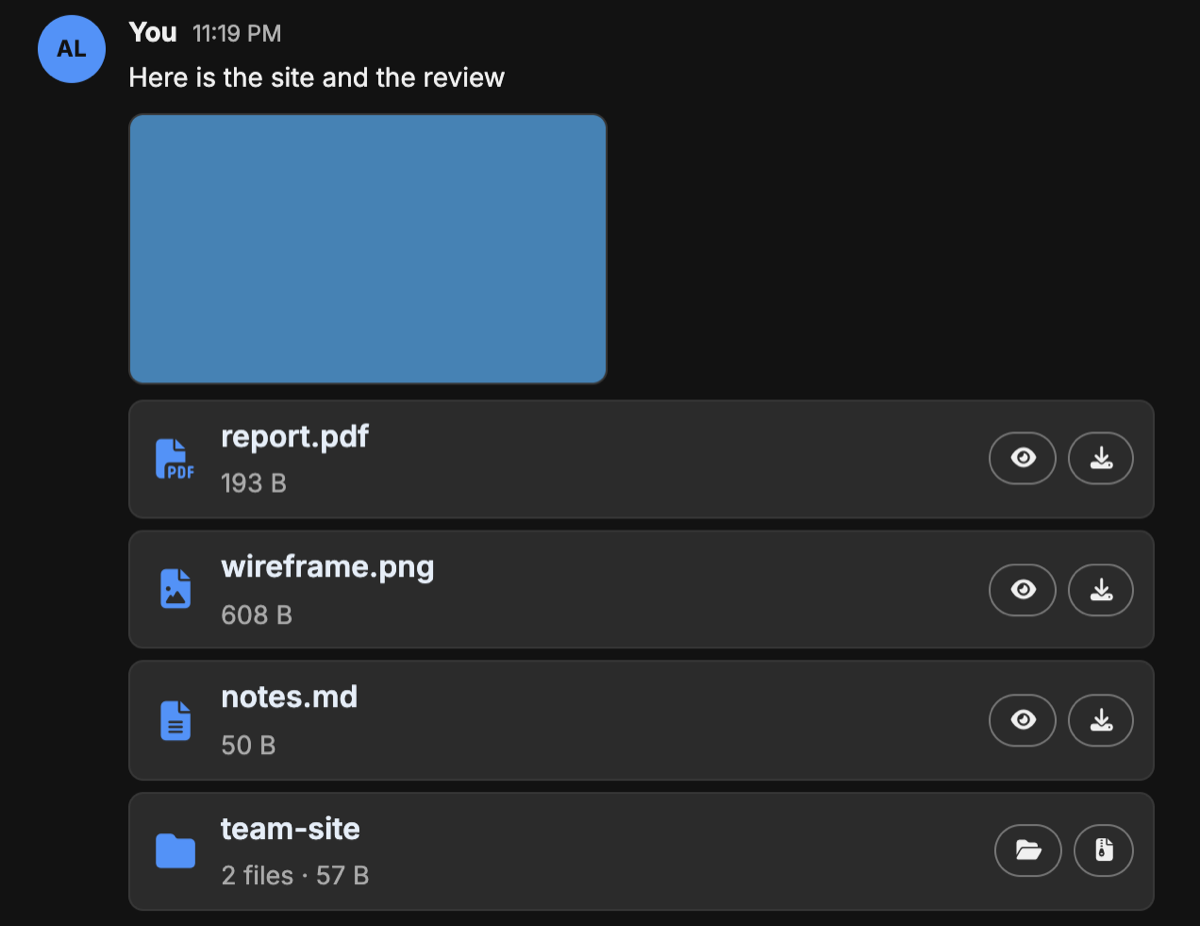 AL
You 11:19 PM
Here is the site and the review
report.pdf
PDF
193 B
wireframe.png
608 B
notes.md
50 B
team-site
2 files · 57 B